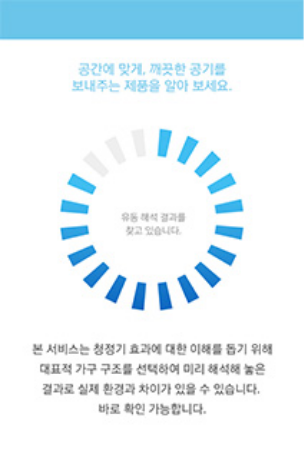 공간에 맞게, 깨끗한 공기를
보내주는 제품을 알아 보세요.
유동 해석 결과를
찾고 있습니다.
본 서비스는 청정기 효과에 대한 이해를 돕기 위해
대표적 가구 구조를 선택하여 미리 해석해 놓은
결과로 실제 환경과 차이가 있을 수 있습니다.
바로 확인 가능합니다.